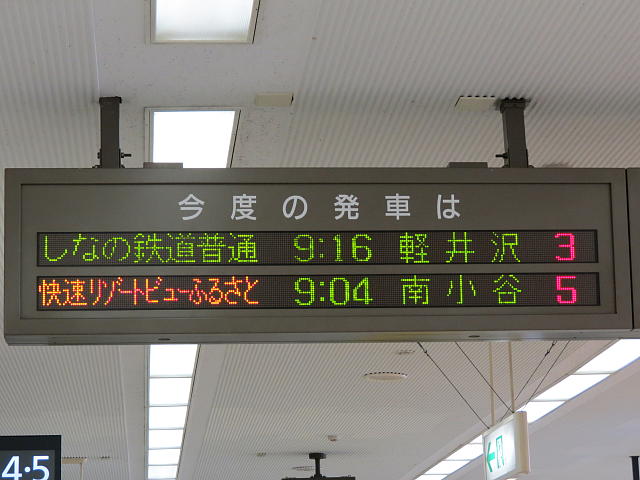 今度の発車は
しなの鉄道普通 9:16 軽井沢 3
快速リゾートビューふるさと 9:04 南小谷 5
4・5